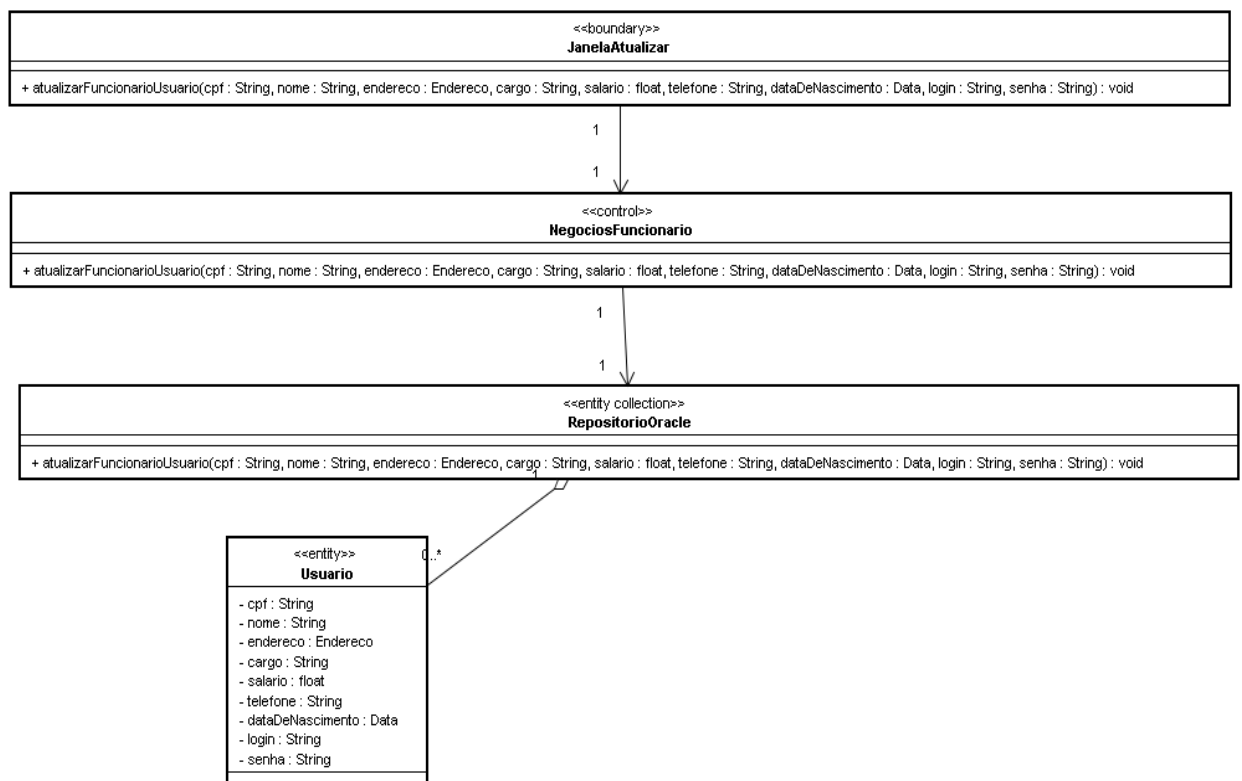 <<boundary>>
JanelaAtualizar
+ atualizarFuncionarioUsuario(cpf : String, nome : String, endereco : Endereco, cargo : String, salario : float, telefone : String, dataDeNascimento : Data, login : String, senha : String) : void
1
1
<<control>>
NegociosFuncionario
+ atualizarFuncionarioUsuario(cpf : String, nome : String, endereco : Endereco, cargo : String, salario : float, telefone : String, dataDeNascimento : Data, login : String, senha : String) : void
1
1
<<entity collection>>
RepositorioOracle
+ atualizarFuncionarioUsuario(cpf : String, nome : String, endereco : Endereco, cargo : String, salario : float, telefone : String, dataDeNascimento : Data, login : String, senha : String) : void
1
0..*
<<entity>>
Usuario
- cpf : String
- nome : String
- endereco : Endereco
- cargo : String
- salario : float
- telefone : String
- dataDeNascimento : Data
- login : String
- senha : String